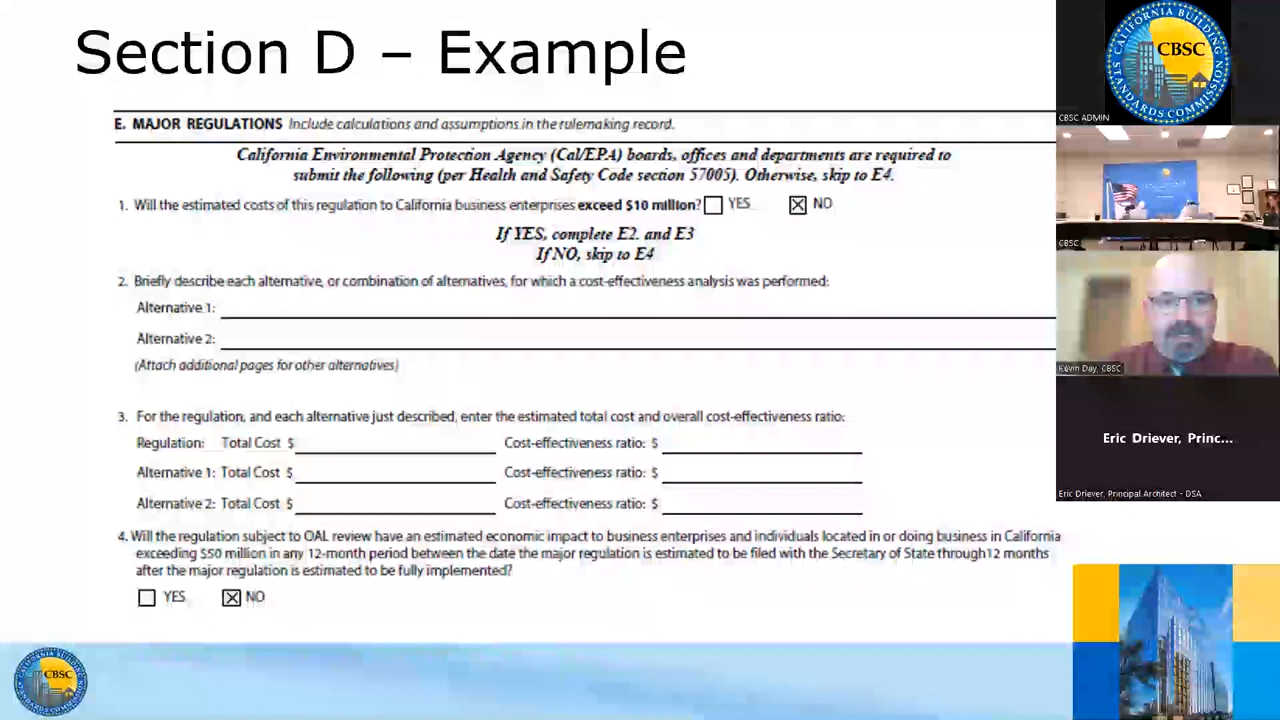 Section D – Example
E. MAJOR REGULATIONS Include calculations and assumptions in the rulemaking record.
California Environmental Protection Agency (Cal/EPA) boards, offices and departments are required to
submit the following (per Health and Safety Code section 57005). Otherwise, skip to E4.
1. Will the estimated costs of this regulation to California business enterprises exceed $10 million? YES NO
If YES, complete E2. and E3
If NO, skip to E4
2. Briefly describe each alternative, or combination of alternatives, for which a cost-effectiveness analysis was performed:
Alternative 1:
Alternative 2:
(Attach additional pages for other alternatives)
3. For the regulation, and each alternative just described, enter the estimated total cost and overall cost-effectiveness ratio:
Regulation: Total Cost $ Cost-effectiveness ratio: $
Alternative 1: Total Cost $ Cost-effectiveness ratio: $
Alternative 2: Total Cost $ Cost-effectiveness ratio: $
4. Will the regulation subject to OAL review have an estimated economic impact to business enterprises and individuals located in or doing business in California
exceeding $50 million in any 12-month period between the date the major regulation is estimated to be filed with the Secretary of State through12 months
after the major regulation is estimated to be fully implemented?
YES NO
CALIFORNIA BUILDING STANDARDS COMMISSION
CBSC
CBSC ADMIN
CBSC
Kevin Day, CBSC
Eric Driever, Princ...
Eric Driever, Principal Architect - DSA
CALIFORNIA BUILDING STANDARDS COMMISSION
CBSC